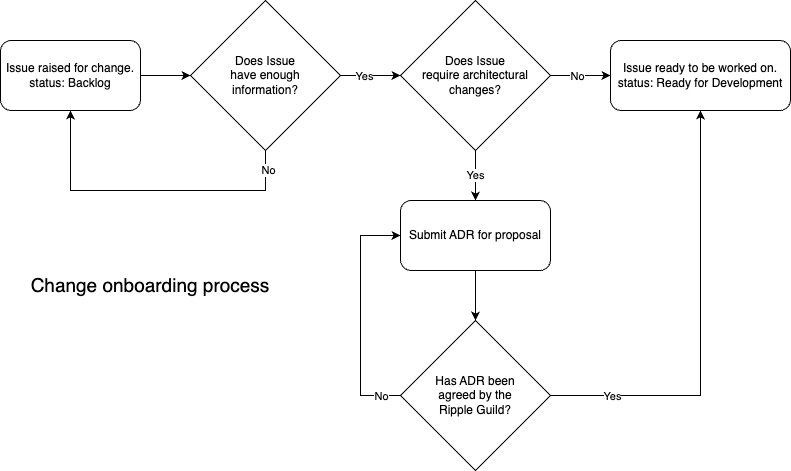 Issue raised for change.
status: Backlog
Does Issue
have enough
information?
Yes
Does Issue
require architectural
changes?
No
Issue ready to be worked on.
status: Ready for Development
No
Yes
Submit ADR for proposal
Change onboarding process
Has ADR been
agreed by the
Ripple Guild?
No
Yes